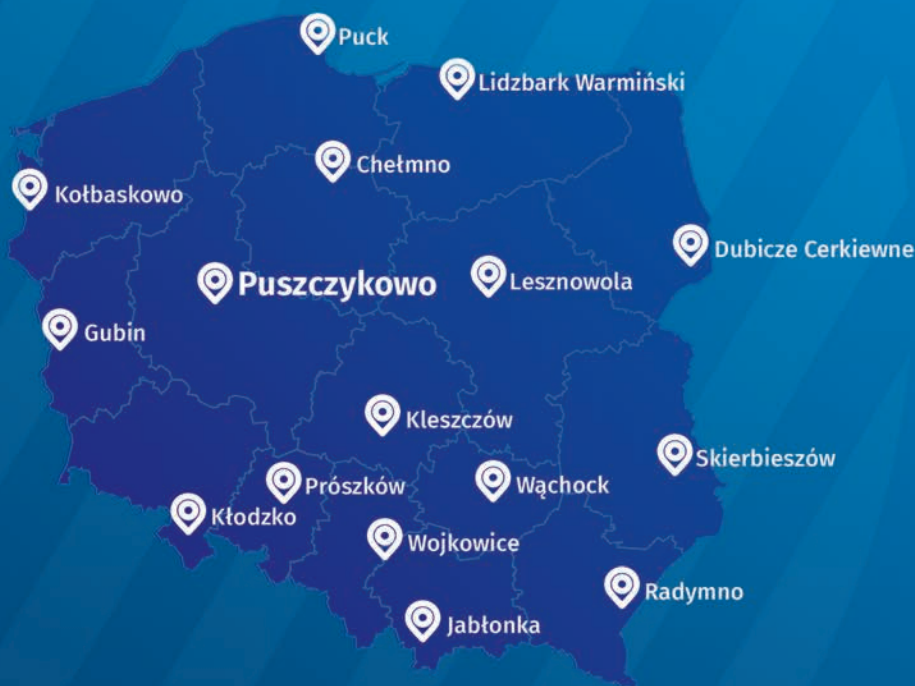 Puck
Lidzbark Warmiński
Chełmno
Kołbaskowo
Dubicze Cerkiewne
Puszczykowo
Lesznowola
Gubin
Kleszczów
Skierbieszów
Prószków
Wąchock
Kłodzko
Wojkowice
Radymno
Jabłonka